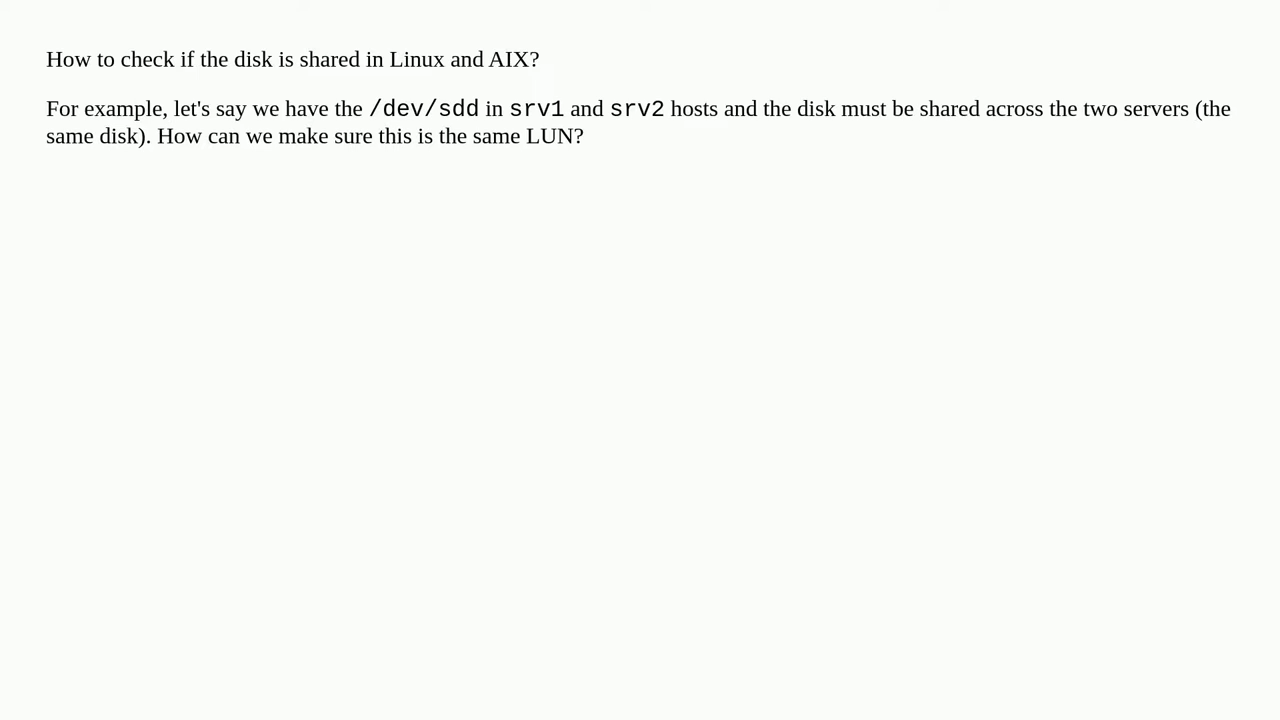 How to check if the disk is shared in Linux and AIX?
For example, let's say we have the /dev/sdd in srv1 and srv2 hosts and the disk must be shared across the two servers (the
same disk). How can we make sure this is the same LUN?